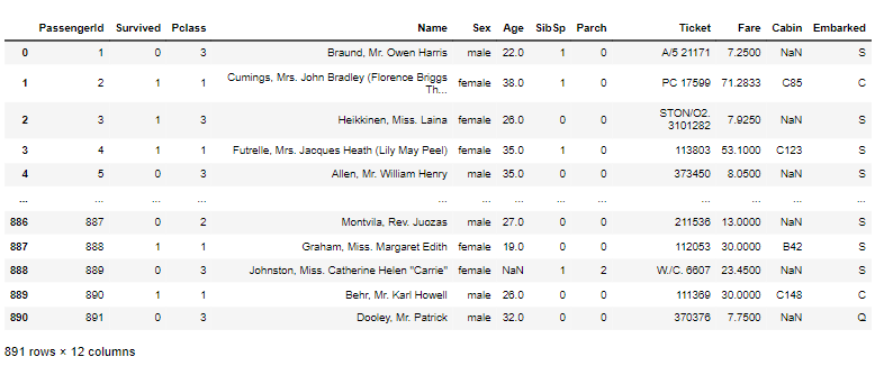 PassengerId Survived Pclass Name Sex Age SibSp Parch Ticket Fare Cabin Embarked
0 1 0 3 Braund, Mr. Owen Harris male 22.0 1 0 A/5 21171 7.2500 NaN S
1 2 1 1 Cumings, Mrs. John Bradley (Florence Briggs Th... female 38.0 1 0 PC 17599 71.2833 C85 C
2 3 1 3 Heikkinen, Miss. Laina female 26.0 0 0 STON/O2. 3101282 7.9250 NaN S
3 4 1 1 Futrelle, Mrs. Jacques Heath (Lily May Peel) female 35.0 1 0 113803 53.1000 C123 S
4 5 0 3 Allen, Mr. William Henry male 35.0 0 0 373450 8.0500 NaN S
... ... ... ... ... ... ... ... ... ... ... ... ...
886 887 0 2 Montvila, Rev. Juozas male 27.0 0 0 211536 13.0000 NaN S
887 888 1 1 Graham, Miss. Margaret Edith female 19.0 0 0 112053 30.0000 B42 S
888 889 0 3 Johnston, Miss. Catherine Helen "Carrie" female NaN 1 2 W./C. 6607 23.4500 NaN S
889 890 1 1 Behr, Mr. Karl Howell male 26.0 0 0 111369 30.0000 C148 C
890 891 0 3 Dooley, Mr. Patrick male 32.0 0 0 370376 7.7500 NaN Q
891 rows × 12 columns